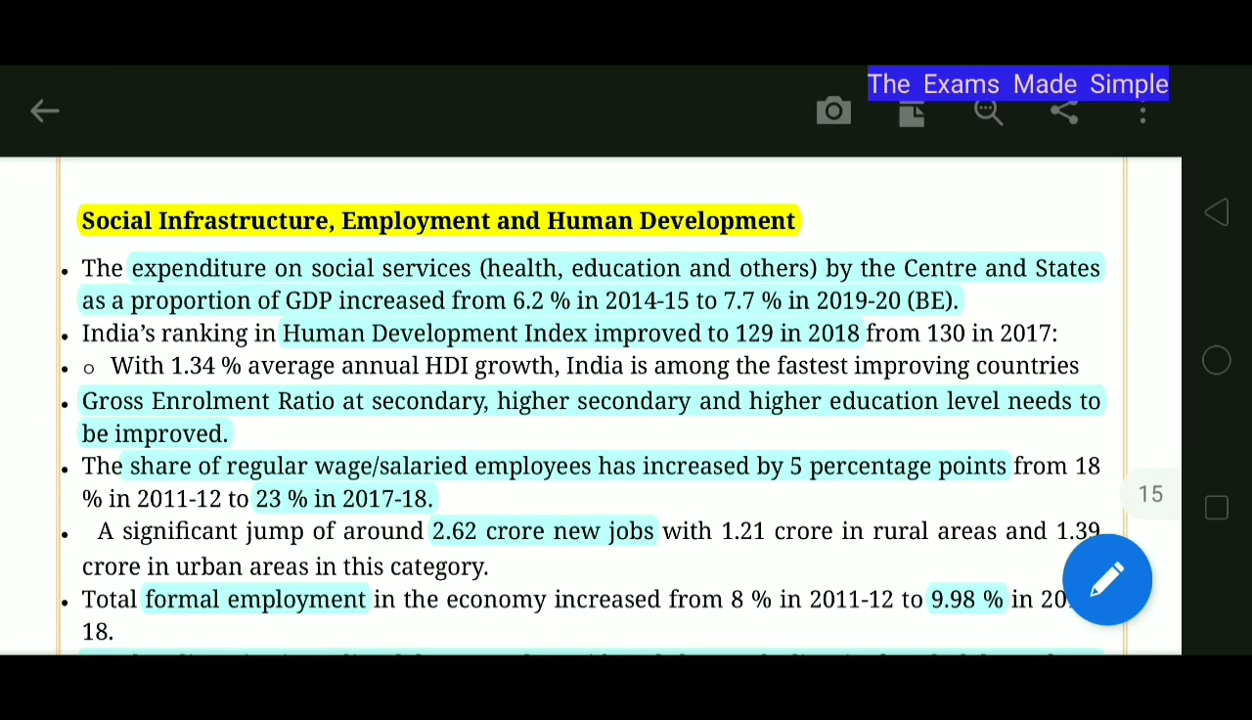 The Exams Made Simple
Social Infrastructure, Employment and Human Development
• The expenditure on social services (health, education and others) by the Centre and States
as a proportion of GDP increased from 6.2 % in 2014-15 to 7.7 % in 2019-20 (BE).
• India’s ranking in Human Development Index improved to 129 in 2018 from 130 in 2017:
• o With 1.34 % average annual HDI growth, India is among the fastest improving countries
• Gross Enrolment Ratio at secondary, higher secondary and higher education level needs to
be improved.
• The share of regular wage/salaried employees has increased by 5 percentage points from 18
% in 2011-12 to 23 % in 2017-18.
15
• A significant jump of around 2.62 crore new jobs with 1.21 crore in rural areas and 1.39
crore in urban areas in this category.
• Total formal employment in the economy increased from 8 % in 2011-12 to 9.98 % in
18.